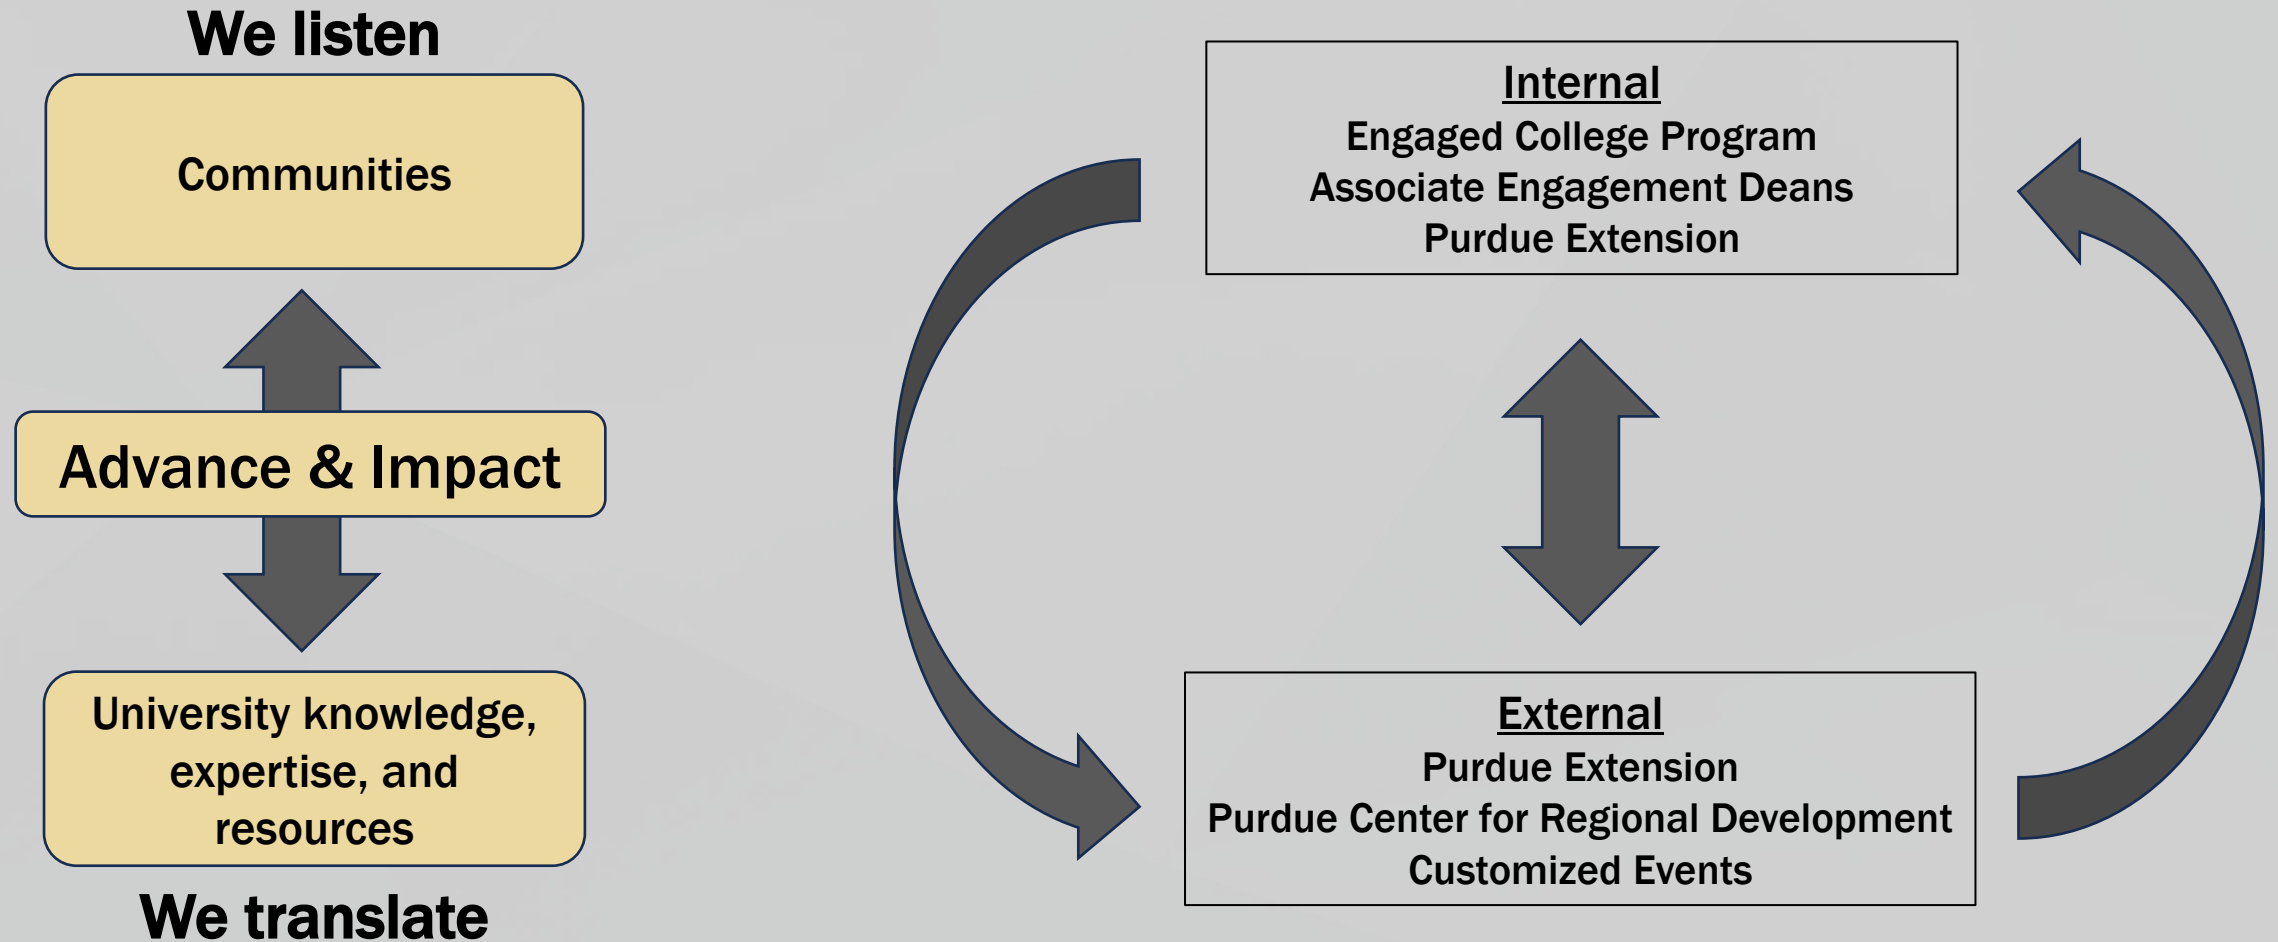 We listen
Communities
Advance & Impact
University knowledge,
expertise, and
resources
We translate
Internal
Engaged College Program
Associate Engagement Deans
Purdue Extension
External
Purdue Extension
Purdue Center for Regional Development
Customized Events